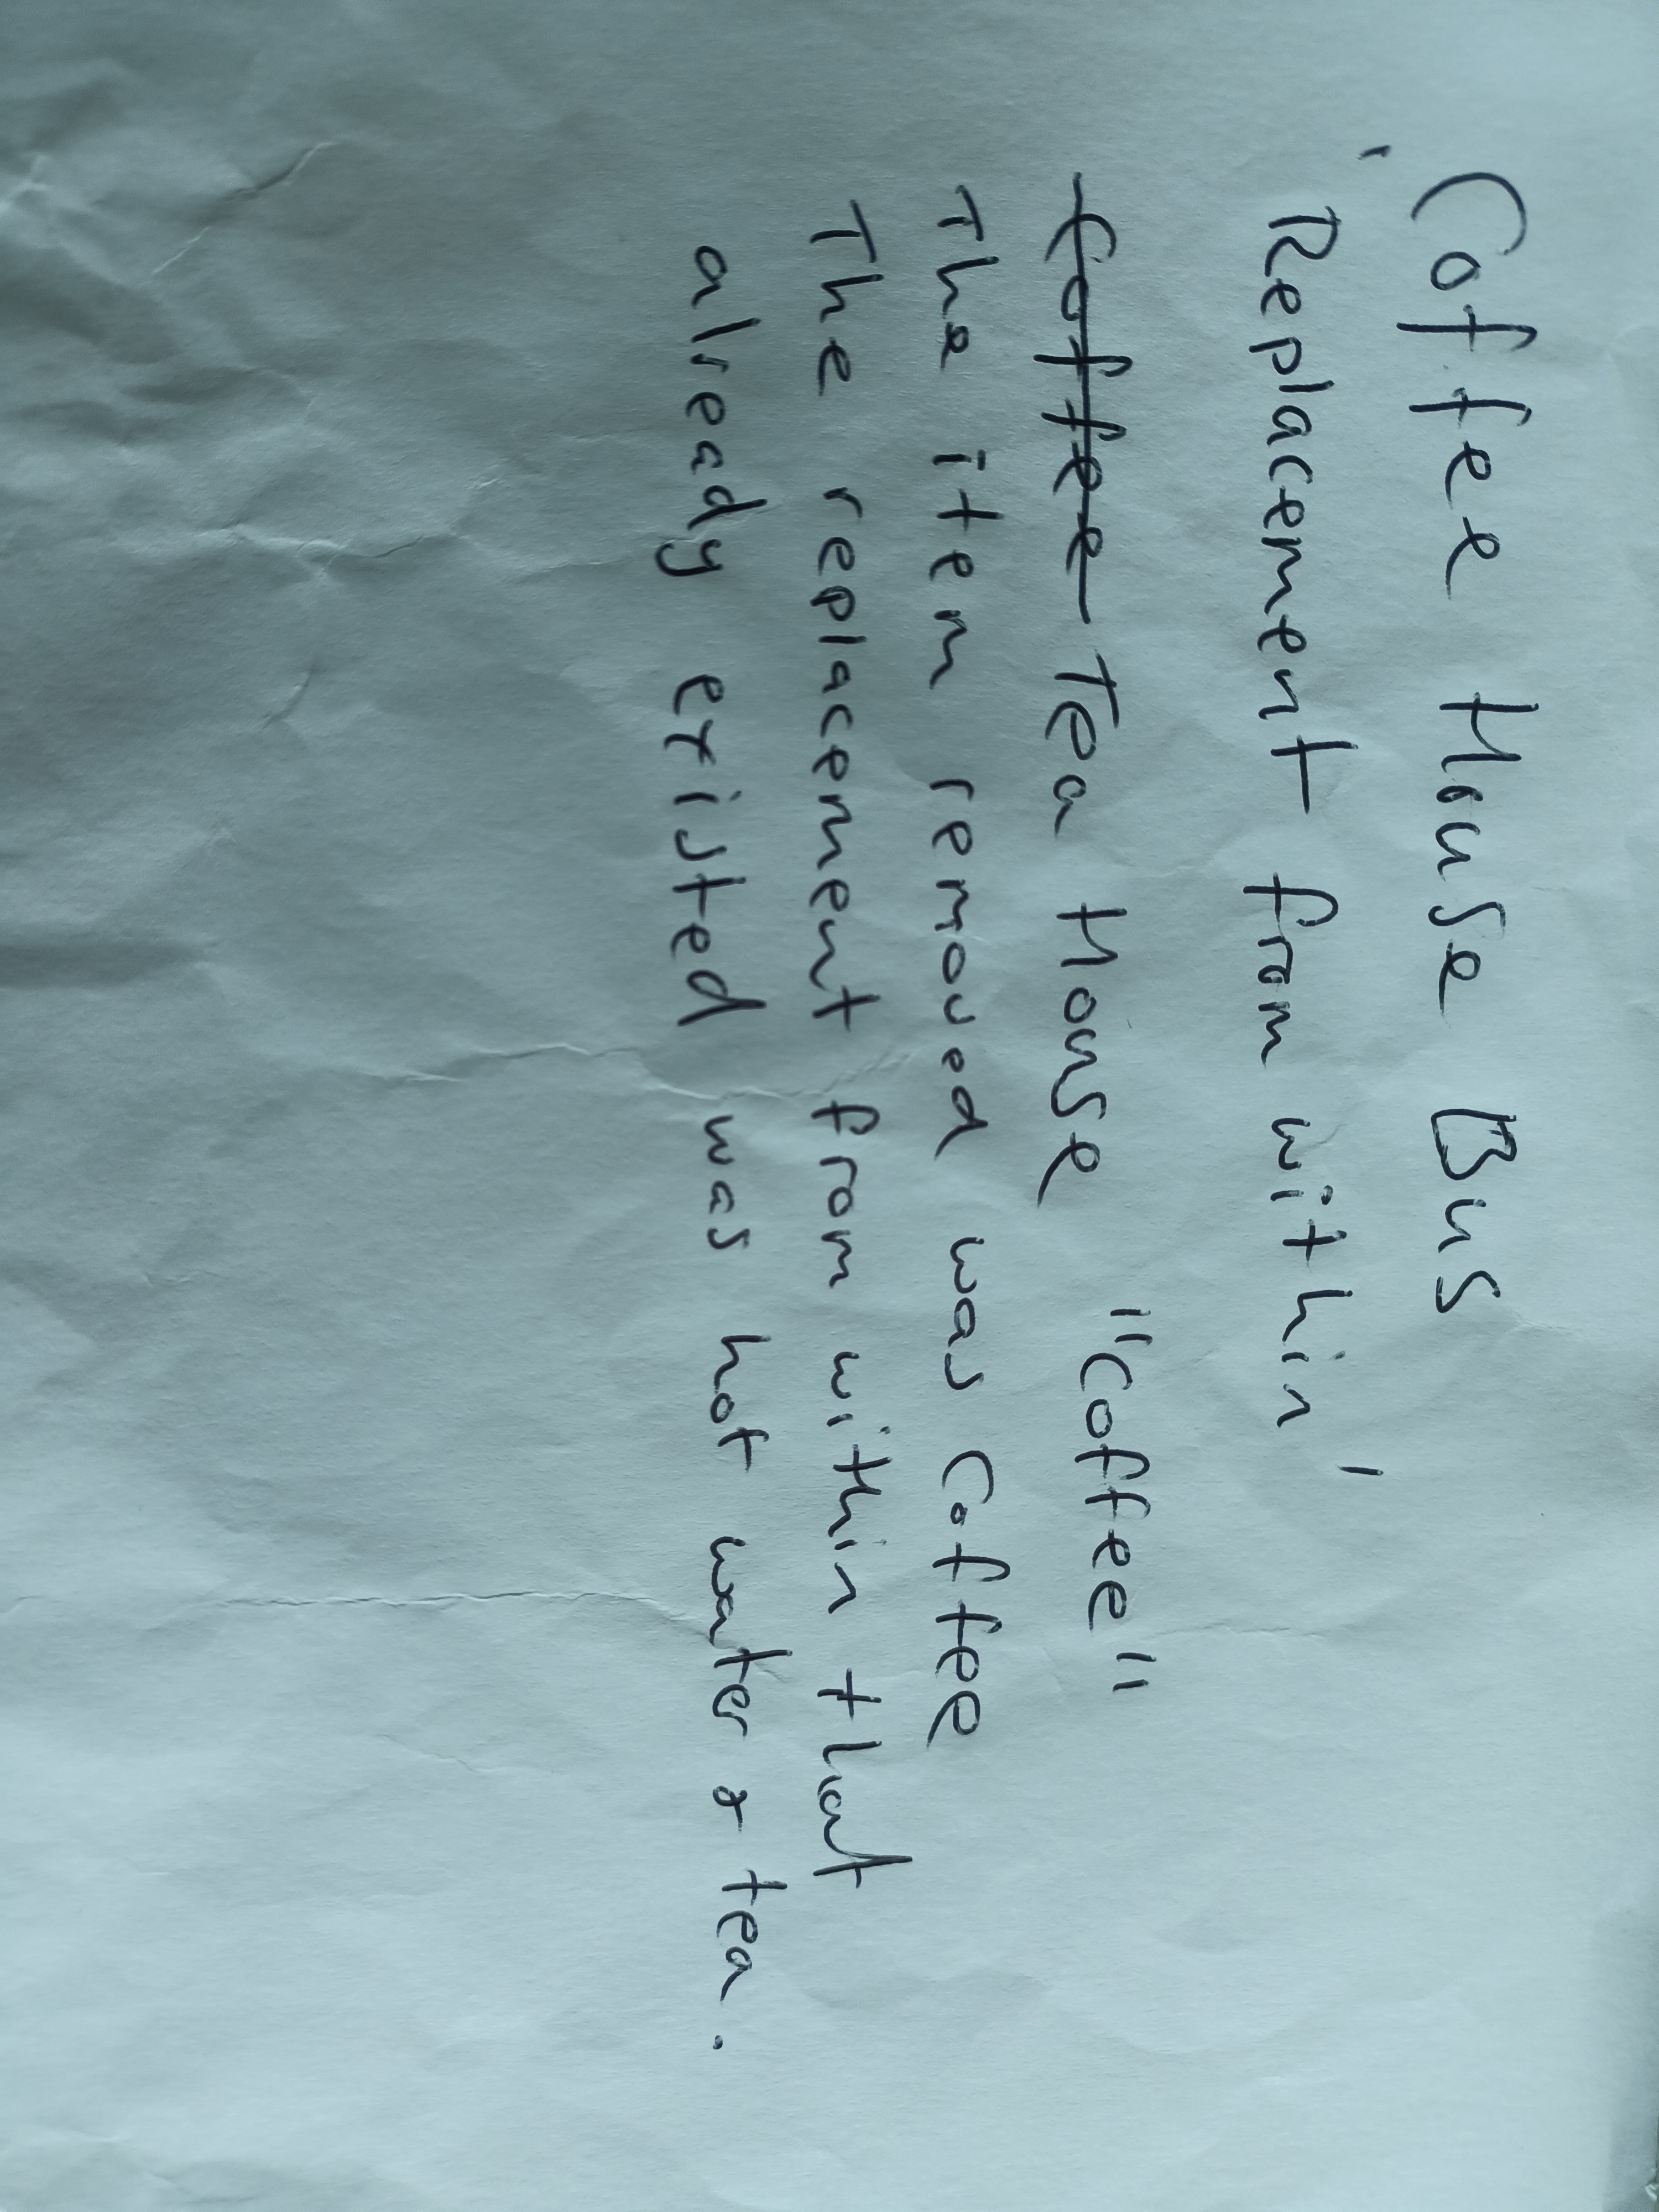 Coffee House Bus
'Replacement from within'
Coffee Tea House "Coffee"
The item removed was Coffee
The replacement from within that
already existed was hot water & tea.